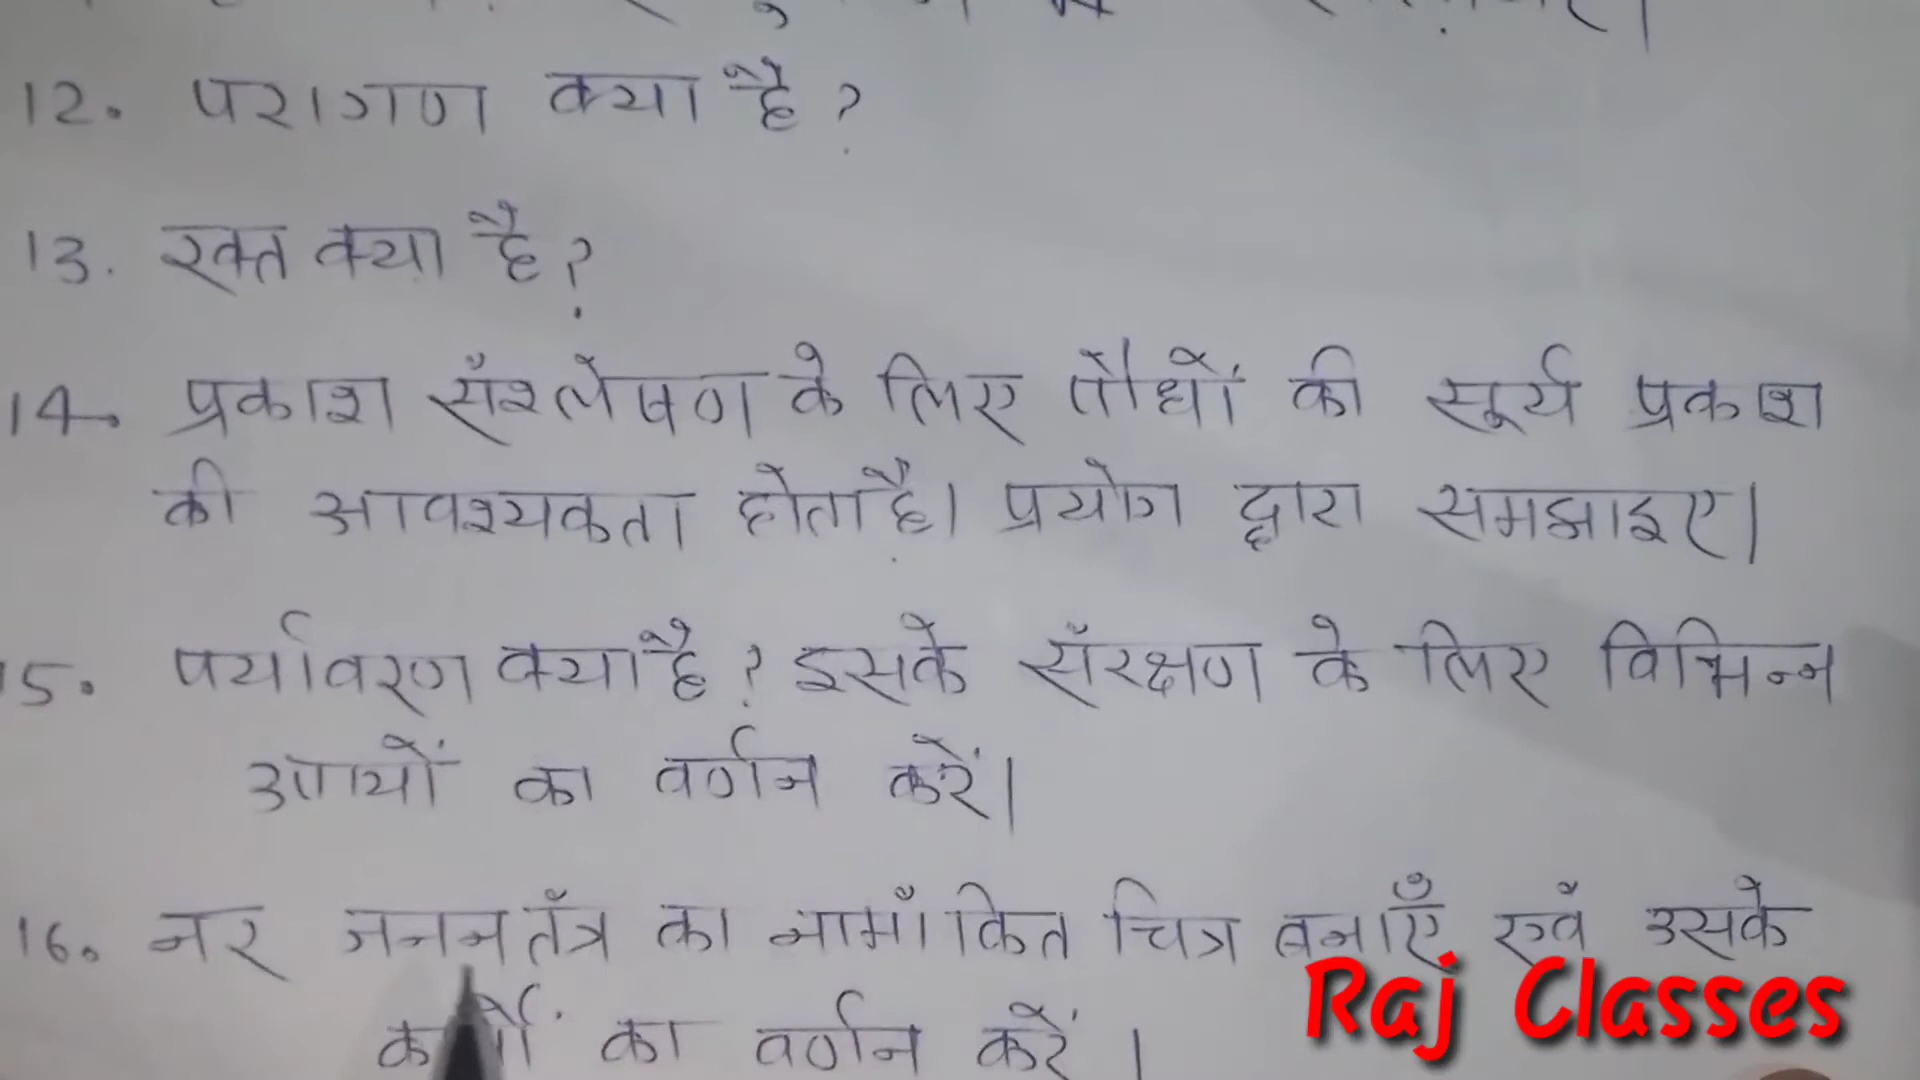 12. परागण क्या है?
13. रक्त क्या है?
14. प्रकाश सँश्लेषण के लिए पौधों की सूर्य प्रकाश
की आवश्यकता होता है। प्रयोग द्वारा समझाइए।
15. पर्यावरण क्या है? इसके सँरक्षण के लिए विभिन्न
उपायों का वर्णन करें।
16. नर जननतँत्र का नामाँकित चित्र बनाएँ एवँ उसके
का वर्णन करें।
Raj Classes